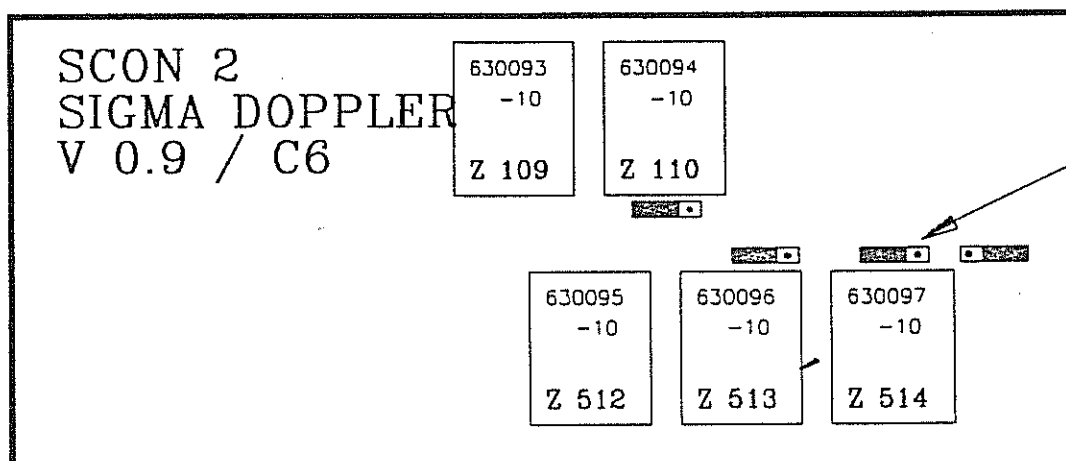 SCON 2
SIGMA DOPPLER
V 0.9 / C6
630093
-10
Z 109
630094
-10
Z 110
630095
-10
Z 512
630096
-10
Z 513
630097
-10
Z 514